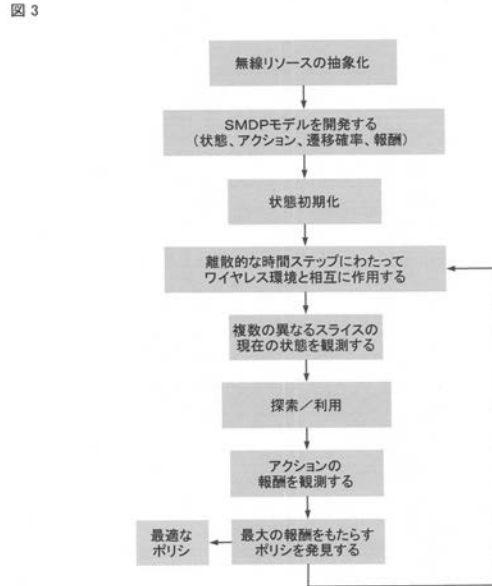 図 3
無線リソースの抽象化
SMDPモデルを開発する
(状態、アクション、遷移確率、報酬)
状態初期化
離散的な時間ステップにわたって
ワイヤレス環境と相互に作用する
複数の異なるスライスの
現在の状態を観測する
探索／利用
アクションの
報酬を観測する
最適な
ポリシ
最大の報酬をもたらす
ポリシを発見する